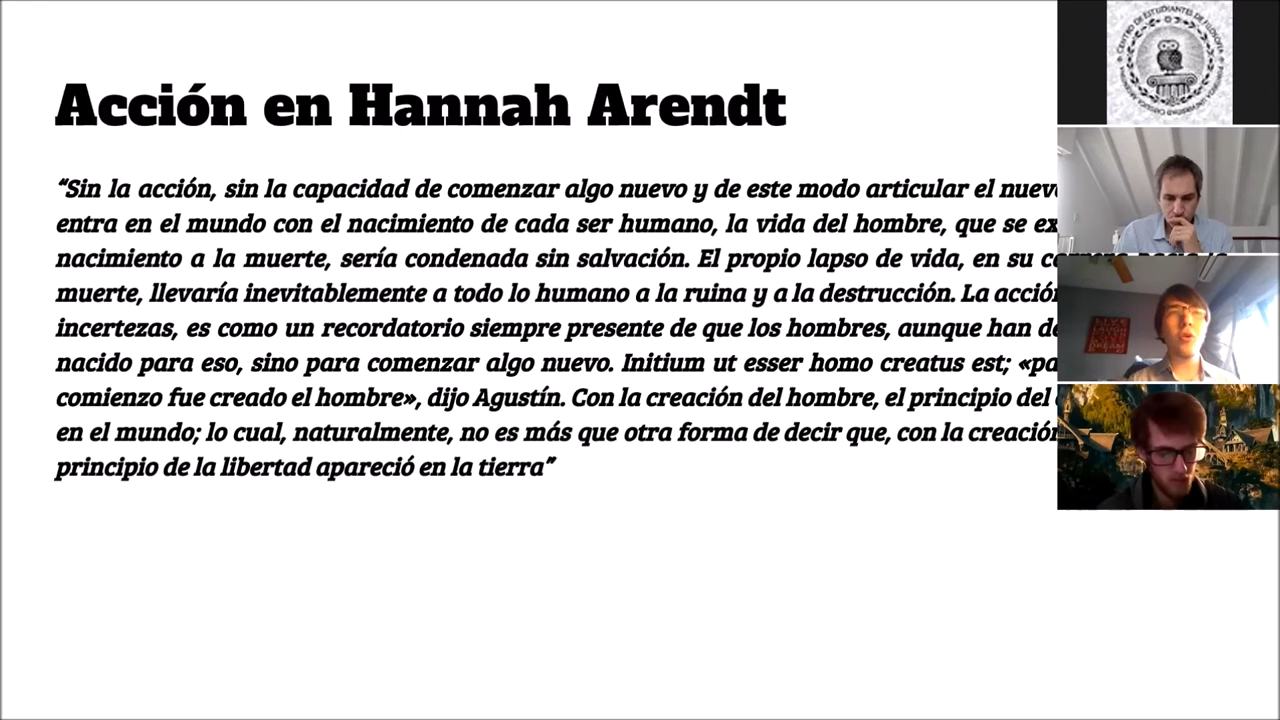 Acción en Hannah Arendt
“Sin la acción, sin la capacidad de comenzar algo nuevo y de este modo articular el
entra en el mundo con el nacimiento de cada ser humano, la vida del hombre, que se
nacimiento a la muerte, sería condenada sin salvación. El propio lapso de vida, en su
muerte, llevaría inevitablemente a todo lo humano a la ruina y a la destrucción. La
incertezas, es como un recordatorio siempre presente de que los hombres, aunque han
nacido para eso, sino para comenzar algo nuevo. Initium ut esser homo creatus est;
comienzo fue creado el hombre», dijo Agustín. Con la creación del hombre, el principio del
en el mundo; lo cual, naturalmente, no es más que otra forma de decir que, con la
principio de la libertad apareció en la tierra”
CENTRO DE ESTUDIANTES DE FILOSOFÍA